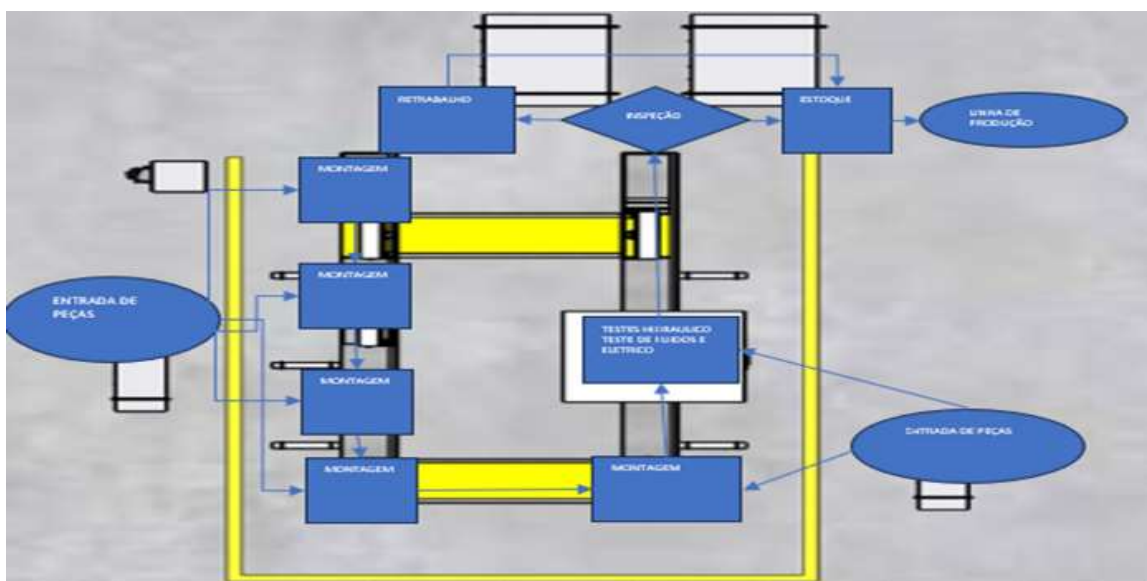 RETRABALHO
INSPEÇÃO
ESTOQUE
LINHA DE
PRODUÇÃO
MONTAGEM
MONTAGEM
ENTRADA DE
PEÇAS
TESTES HIDRAULICO
TESTE DE FLUIDOS E
ELETRICO
MONTAGEM
ENTRADA DE PEÇAS
MONTAGEM
MONTAGEM